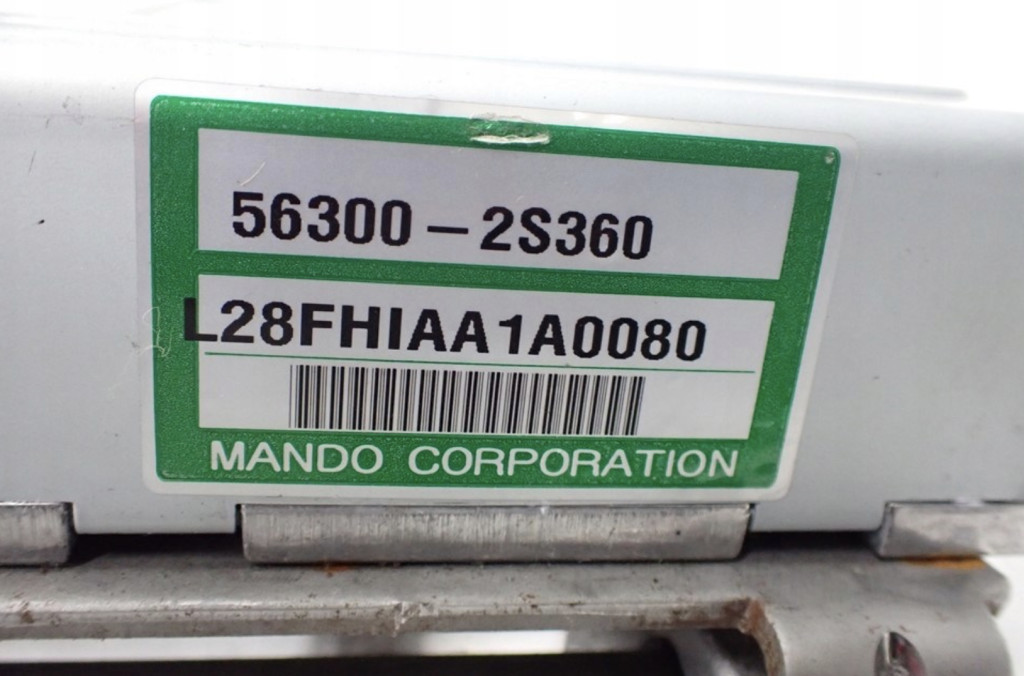 56300-2S360
L28FHIAA1A0080
MANDO CORPORATION